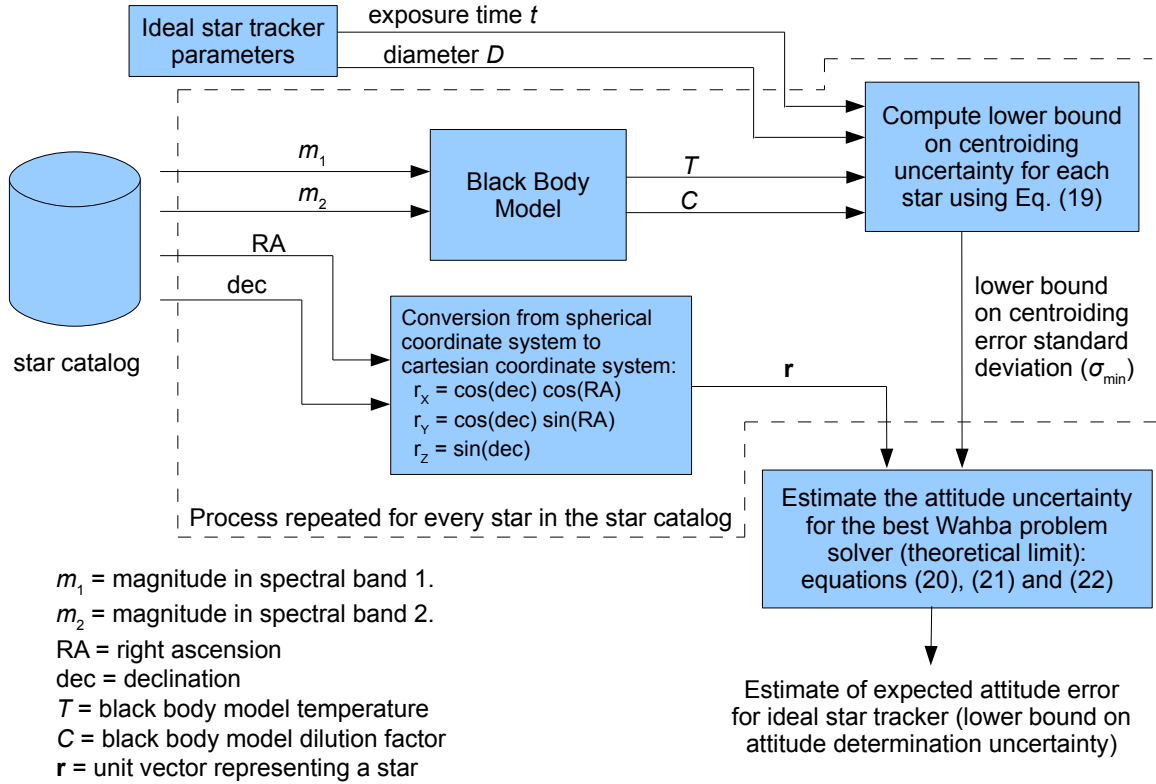 Ideal star tracker
parameters
exposure time t
diameter D
Compute lower bound
on centroiding
uncertainty for each
star using Eq. (19)
m1
m2
Black Body
Model
T
C
RA
dec
star catalog
Conversion from spherical
coordinate system to
cartesian coordinate system:
rX = cos(dec) cos(RA)
rY = cos(dec) sin(RA)
rZ = sin(dec)
r
lower bound
on centroiding
error standard
deviation (σmin)
Process repeated for every star in the star catalog
Estimate the attitude uncertainty
for the best Wahba problem
solver (theoretical limit):
equations (20), (21) and (22)
m1 = magnitude in spectral band 1.
m2 = magnitude in spectral band 2.
RA = right ascension
dec = declination
T = black body model temperature
C = black body model dilution factor
r = unit vector representing a star
Estimate of expected attitude error
for ideal star tracker (lower bound on
attitude determination uncertainty)